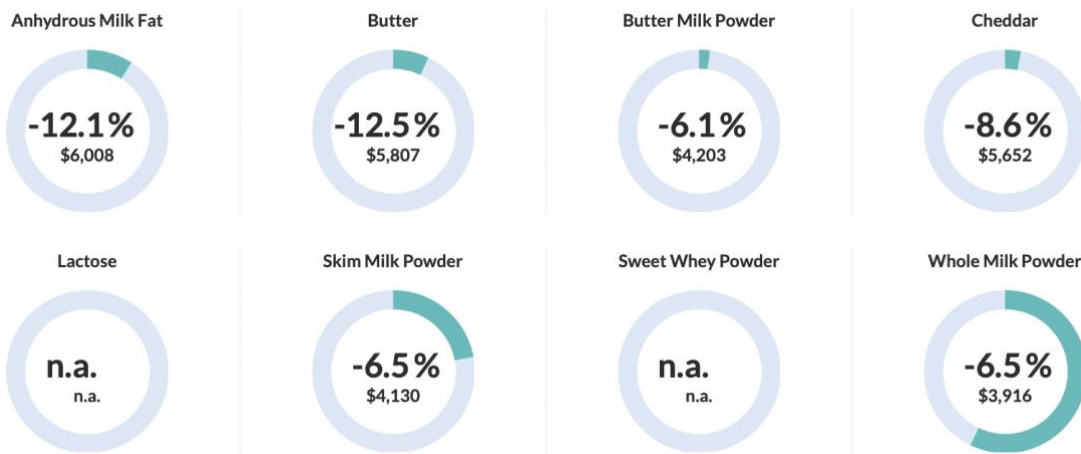 Anhydrous Milk Fat
Butter
Butter Milk Powder
Cheddar
-12.1%
$6,008
-12.5%
$5,807
-6.1%
$4,203
-8.6%
$5,652
Lactose
Skim Milk Powder
Sweet Whey Powder
Whole Milk Powder
n.a.
n.a.
-6.5%
$4,130
n.a.
n.a.
-6.5%
$3,916